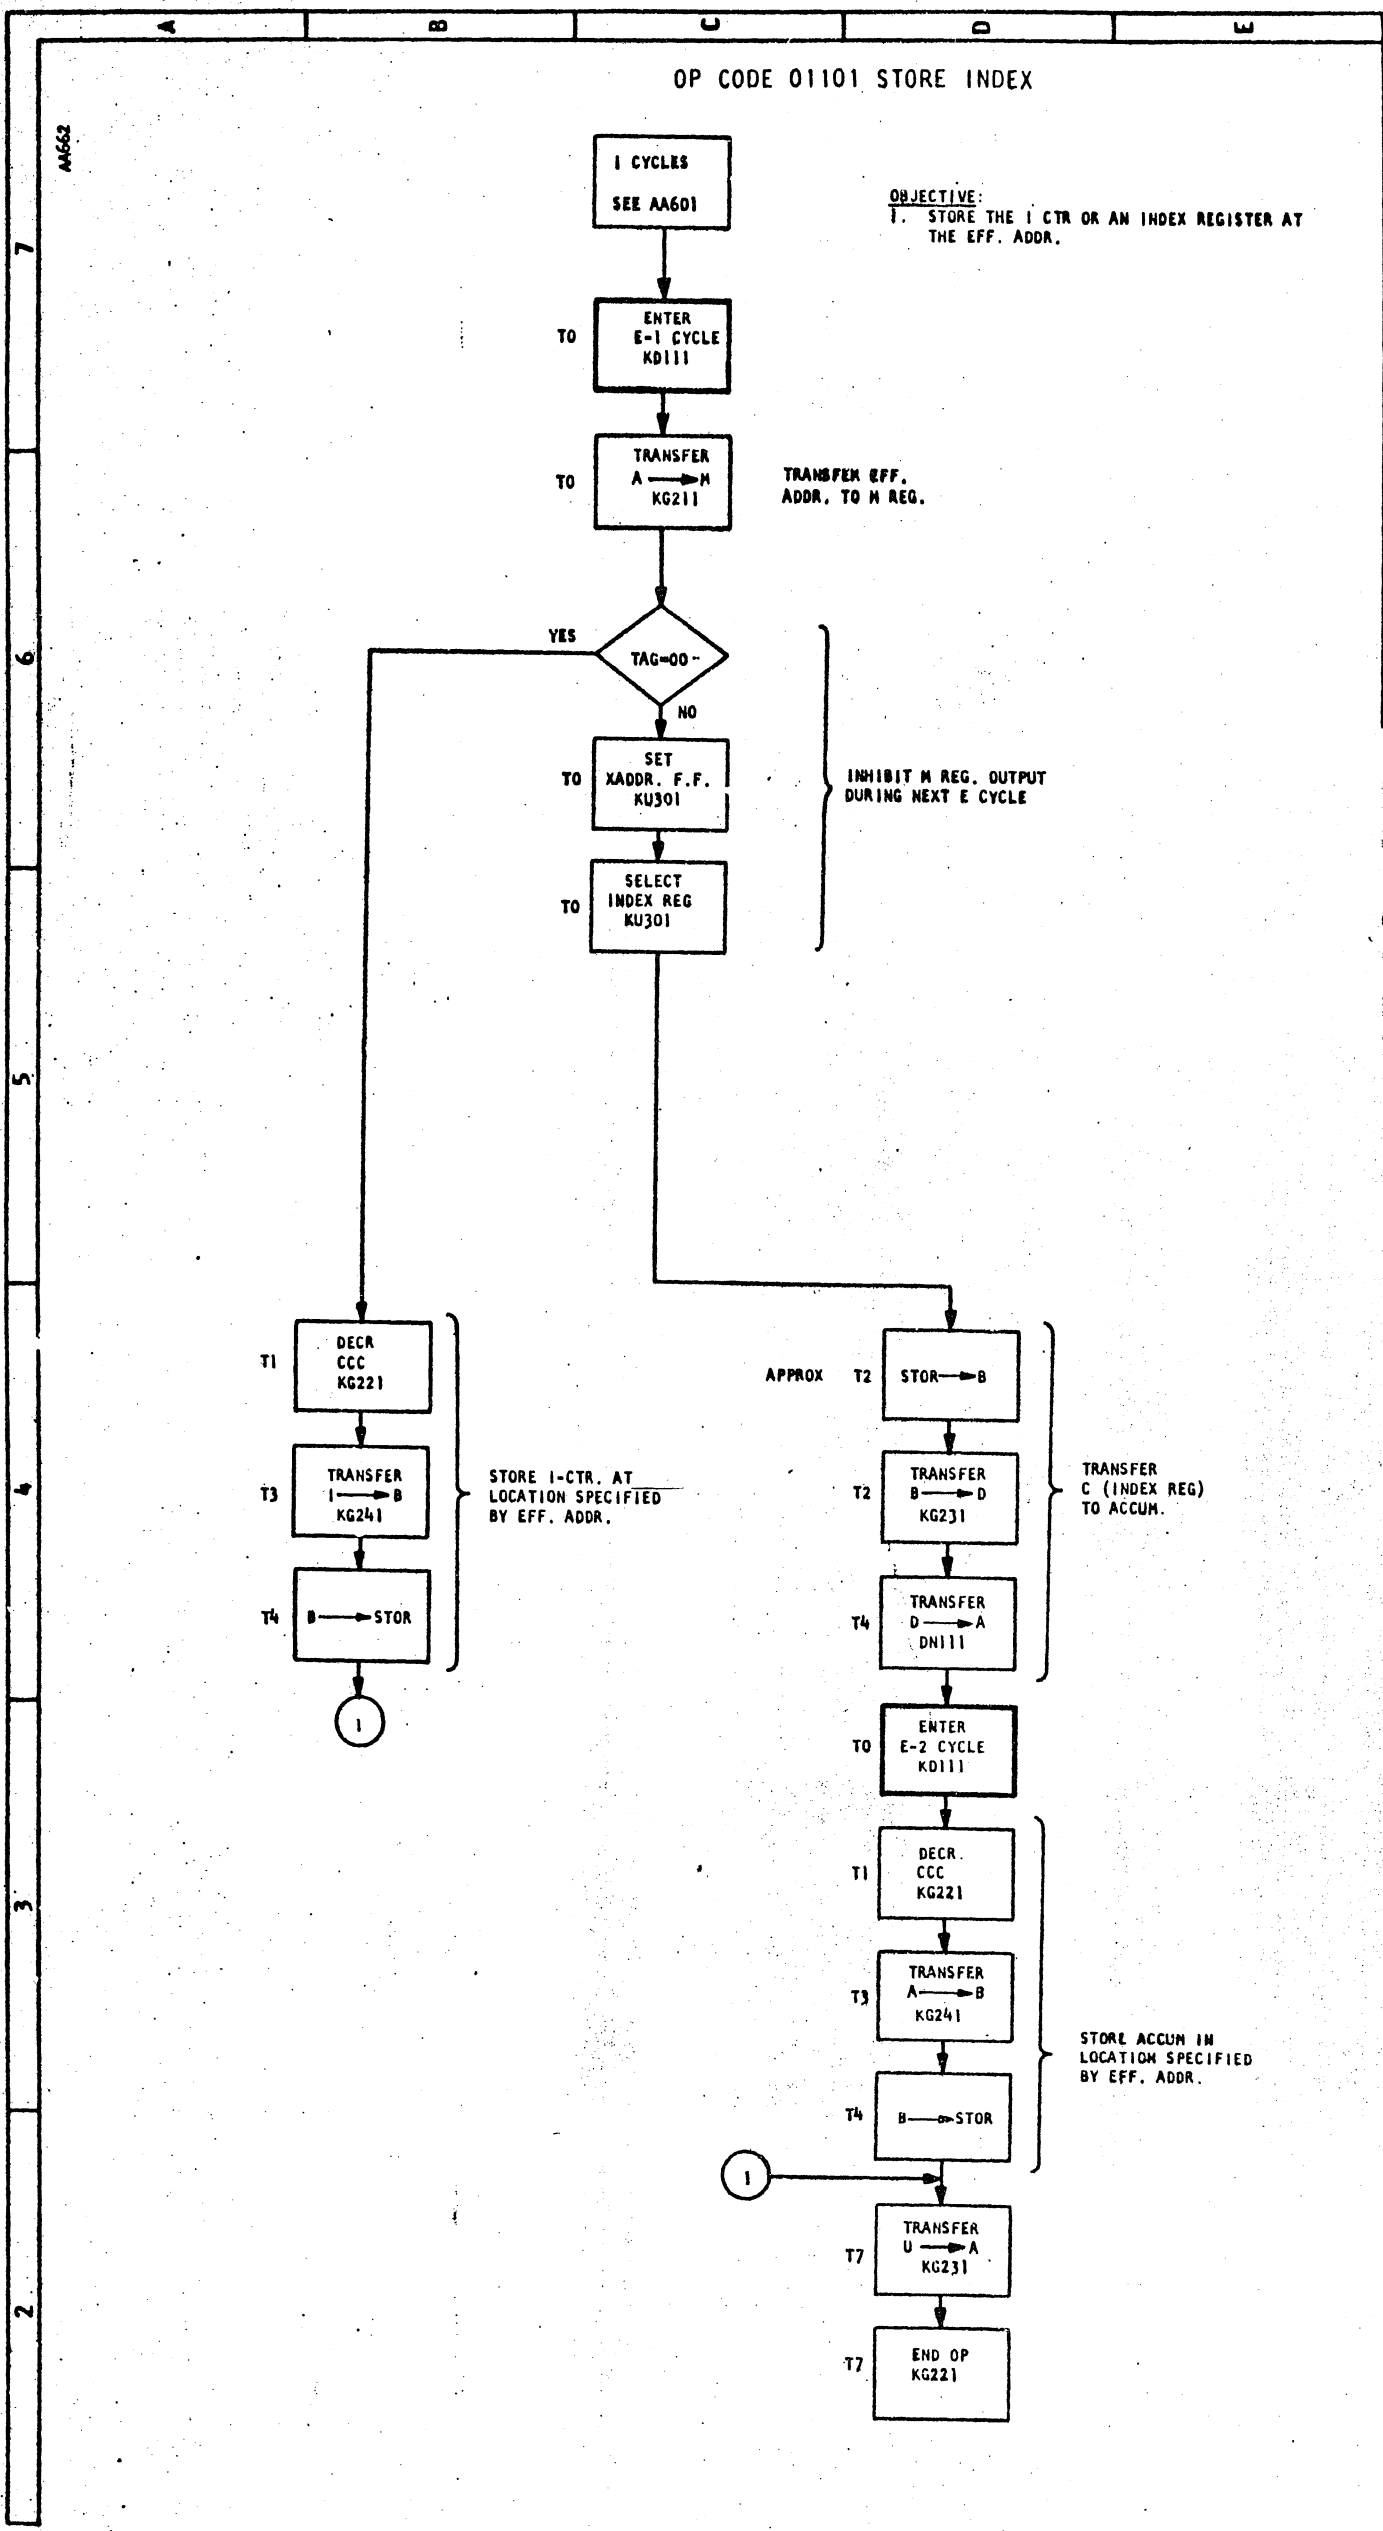 A
B
C
D
E
OP CODE 01101 STORE INDEX
AA662
I CYCLES
SEE AA601
OBJECTIVE:
1. STORE THE I CTR OR AN INDEX REGISTER AT
THE EFF. ADDR.
7
T0
ENTER
E-1 CYCLE
KD111
T0
TRANSFER
A → M
KG211
TRANSFER EFF.
ADDR. TO M REG.
6
YES
TAG=00
NO
T0
SET
XADDR. F.F.
KU301
INHIBIT M REG. OUTPUT
DURING NEXT E CYCLE
T0
SELECT
INDEX REG
KU301
5
T1
DECR
CCC
KG221
T3
TRANSFER
I → B
KG241
T4
B → STOR
STORE I-CTR. AT
LOCATION SPECIFIED
BY EFF. ADDR.
1
4
APPROX T2
STOR → B
T2
TRANSFER
B → D
KG231
T4
TRANSFER
D → A
DN111
TRANSFER
C (INDEX REG)
TO ACCUM.
T0
ENTER
E-2 CYCLE
KD111
3
T1
DECR.
CCC
KG221
T3
TRANSFER
A → B
KG241
T4
B → STOR
STORE ACCUM IN
LOCATION SPECIFIED
BY EFF. ADDR.
1
T7
TRANSFER
U → A
KG231
2
T7
END OP
KG221